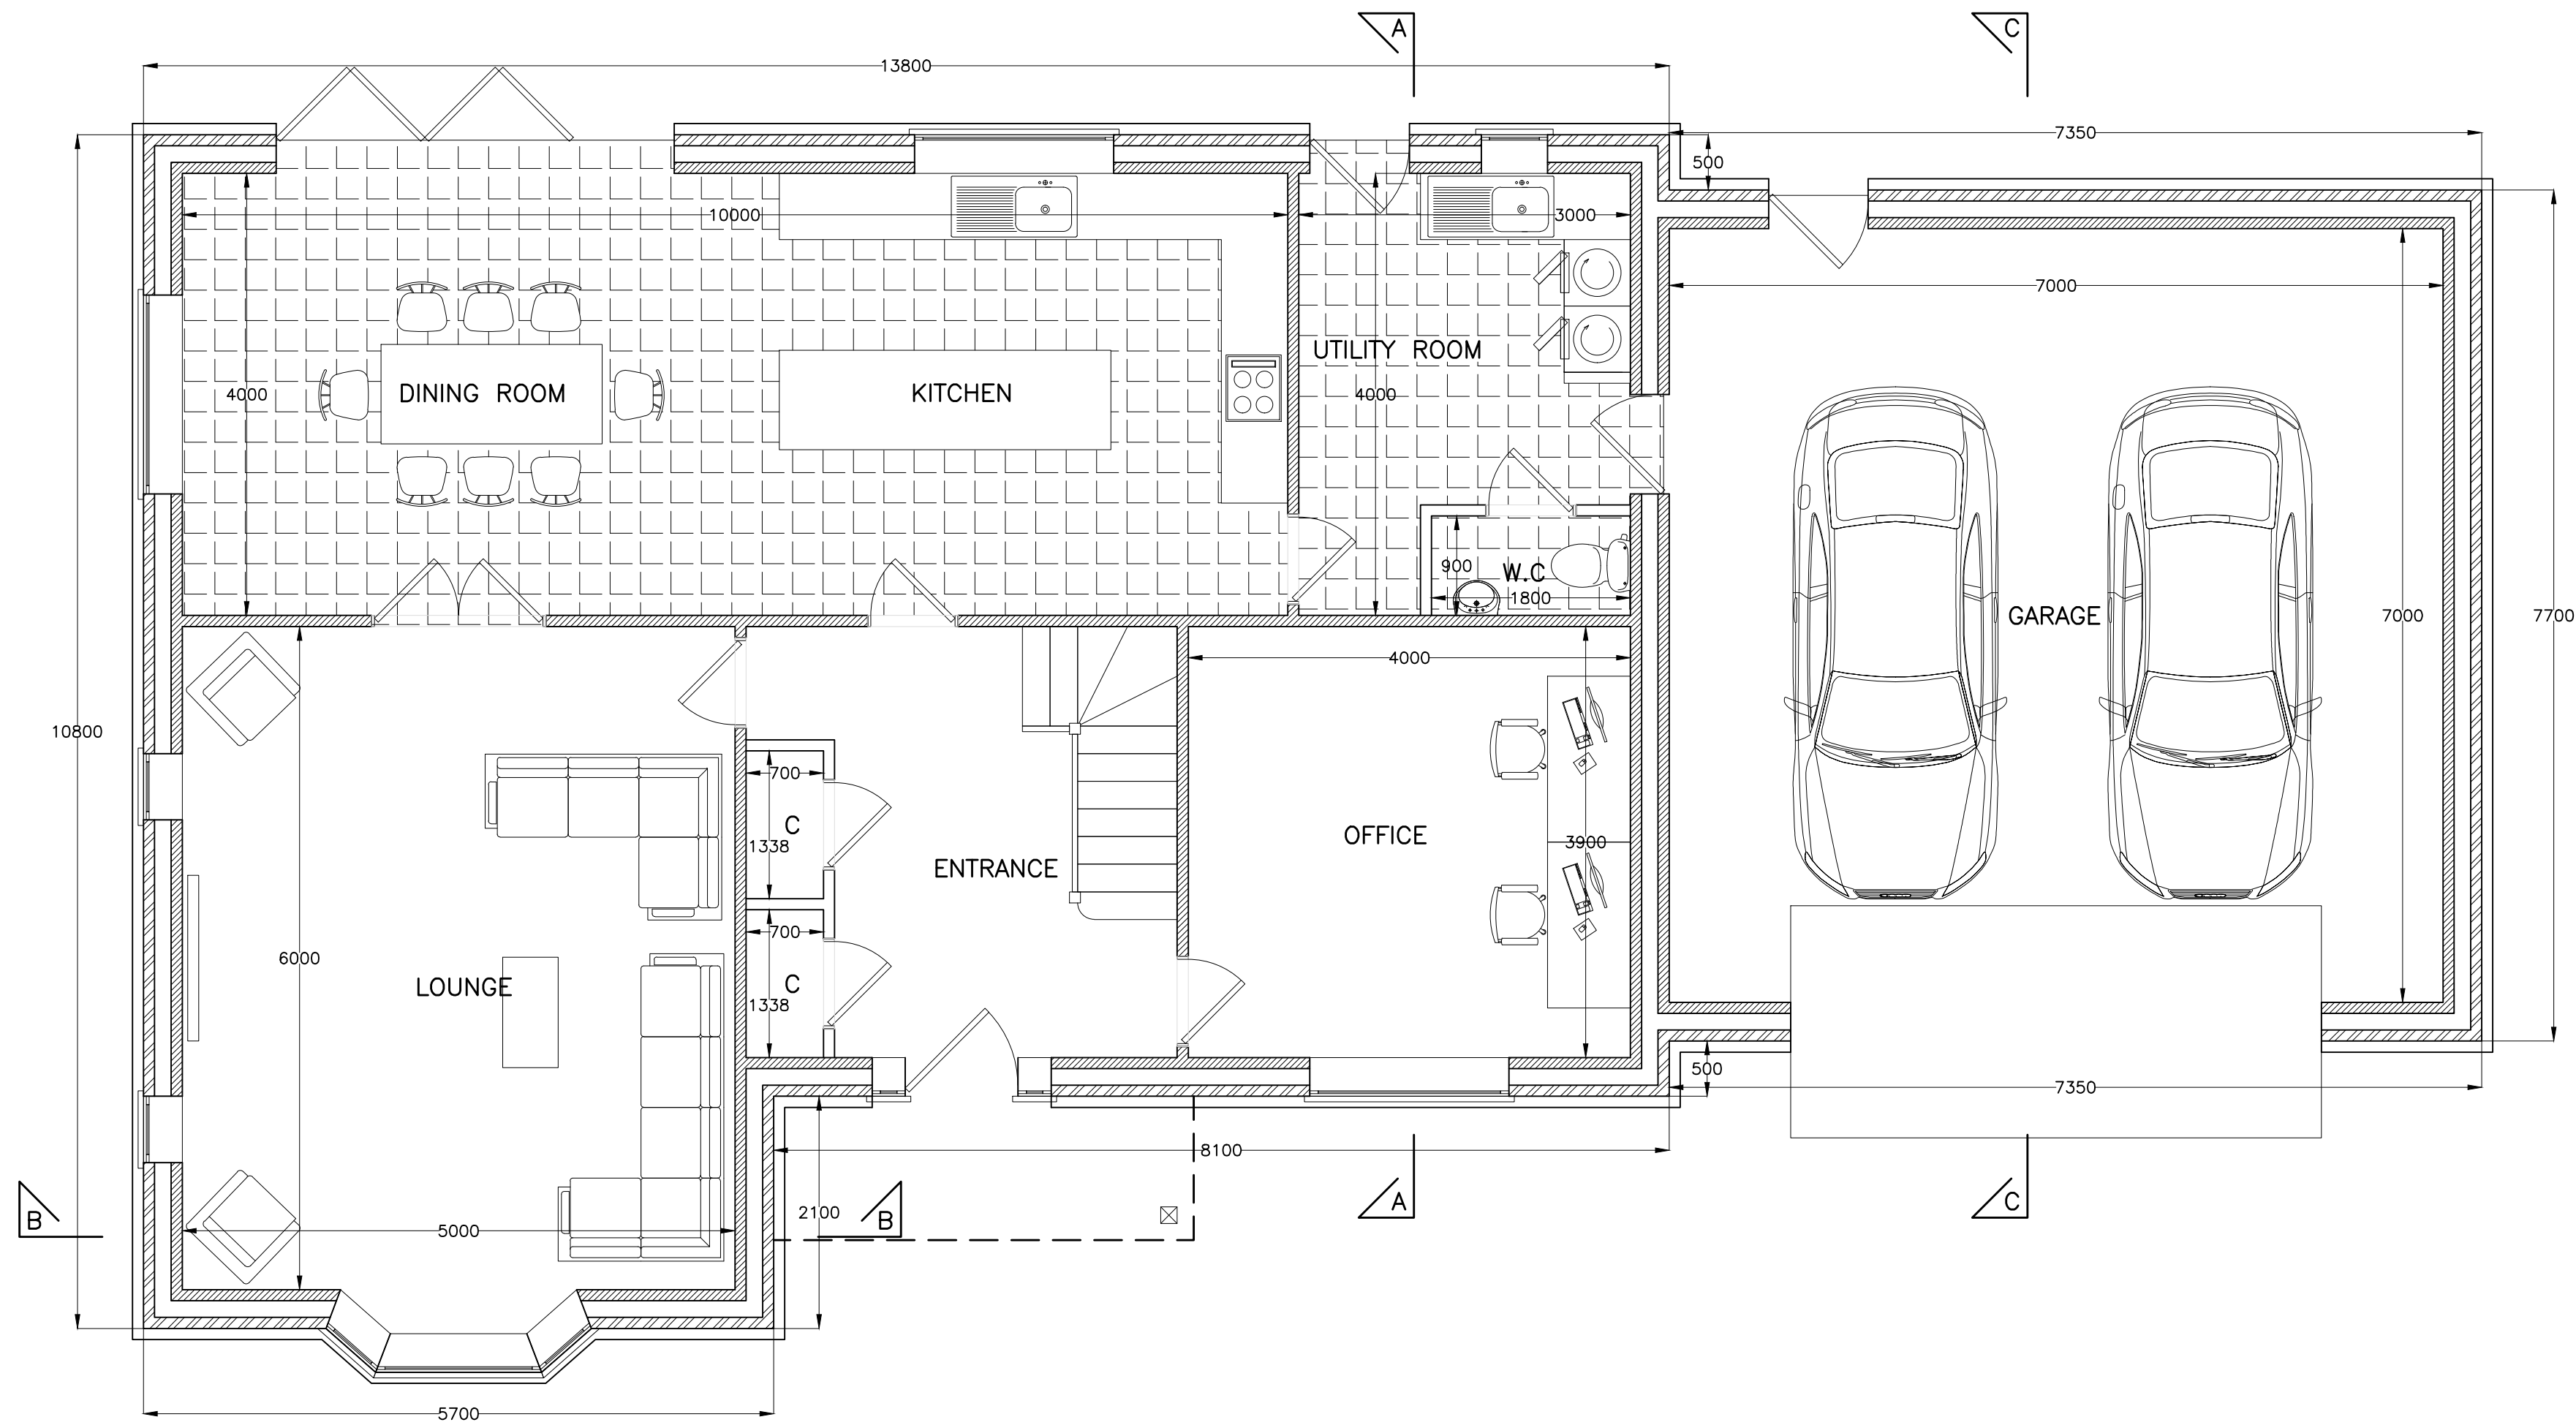 A
C
13800
7350
500
10000
3000
7000
UTILITY ROOM
DINING ROOM
KITCHEN
4000
4000
900
W.C
1800
GARAGE
7000
7700
4000
10800
700
C
1338
OFFICE
3900
ENTRANCE
700
6000
LOUNGE
C
1338
500
7350
8100
B
2100
B
A
C
5000
5700